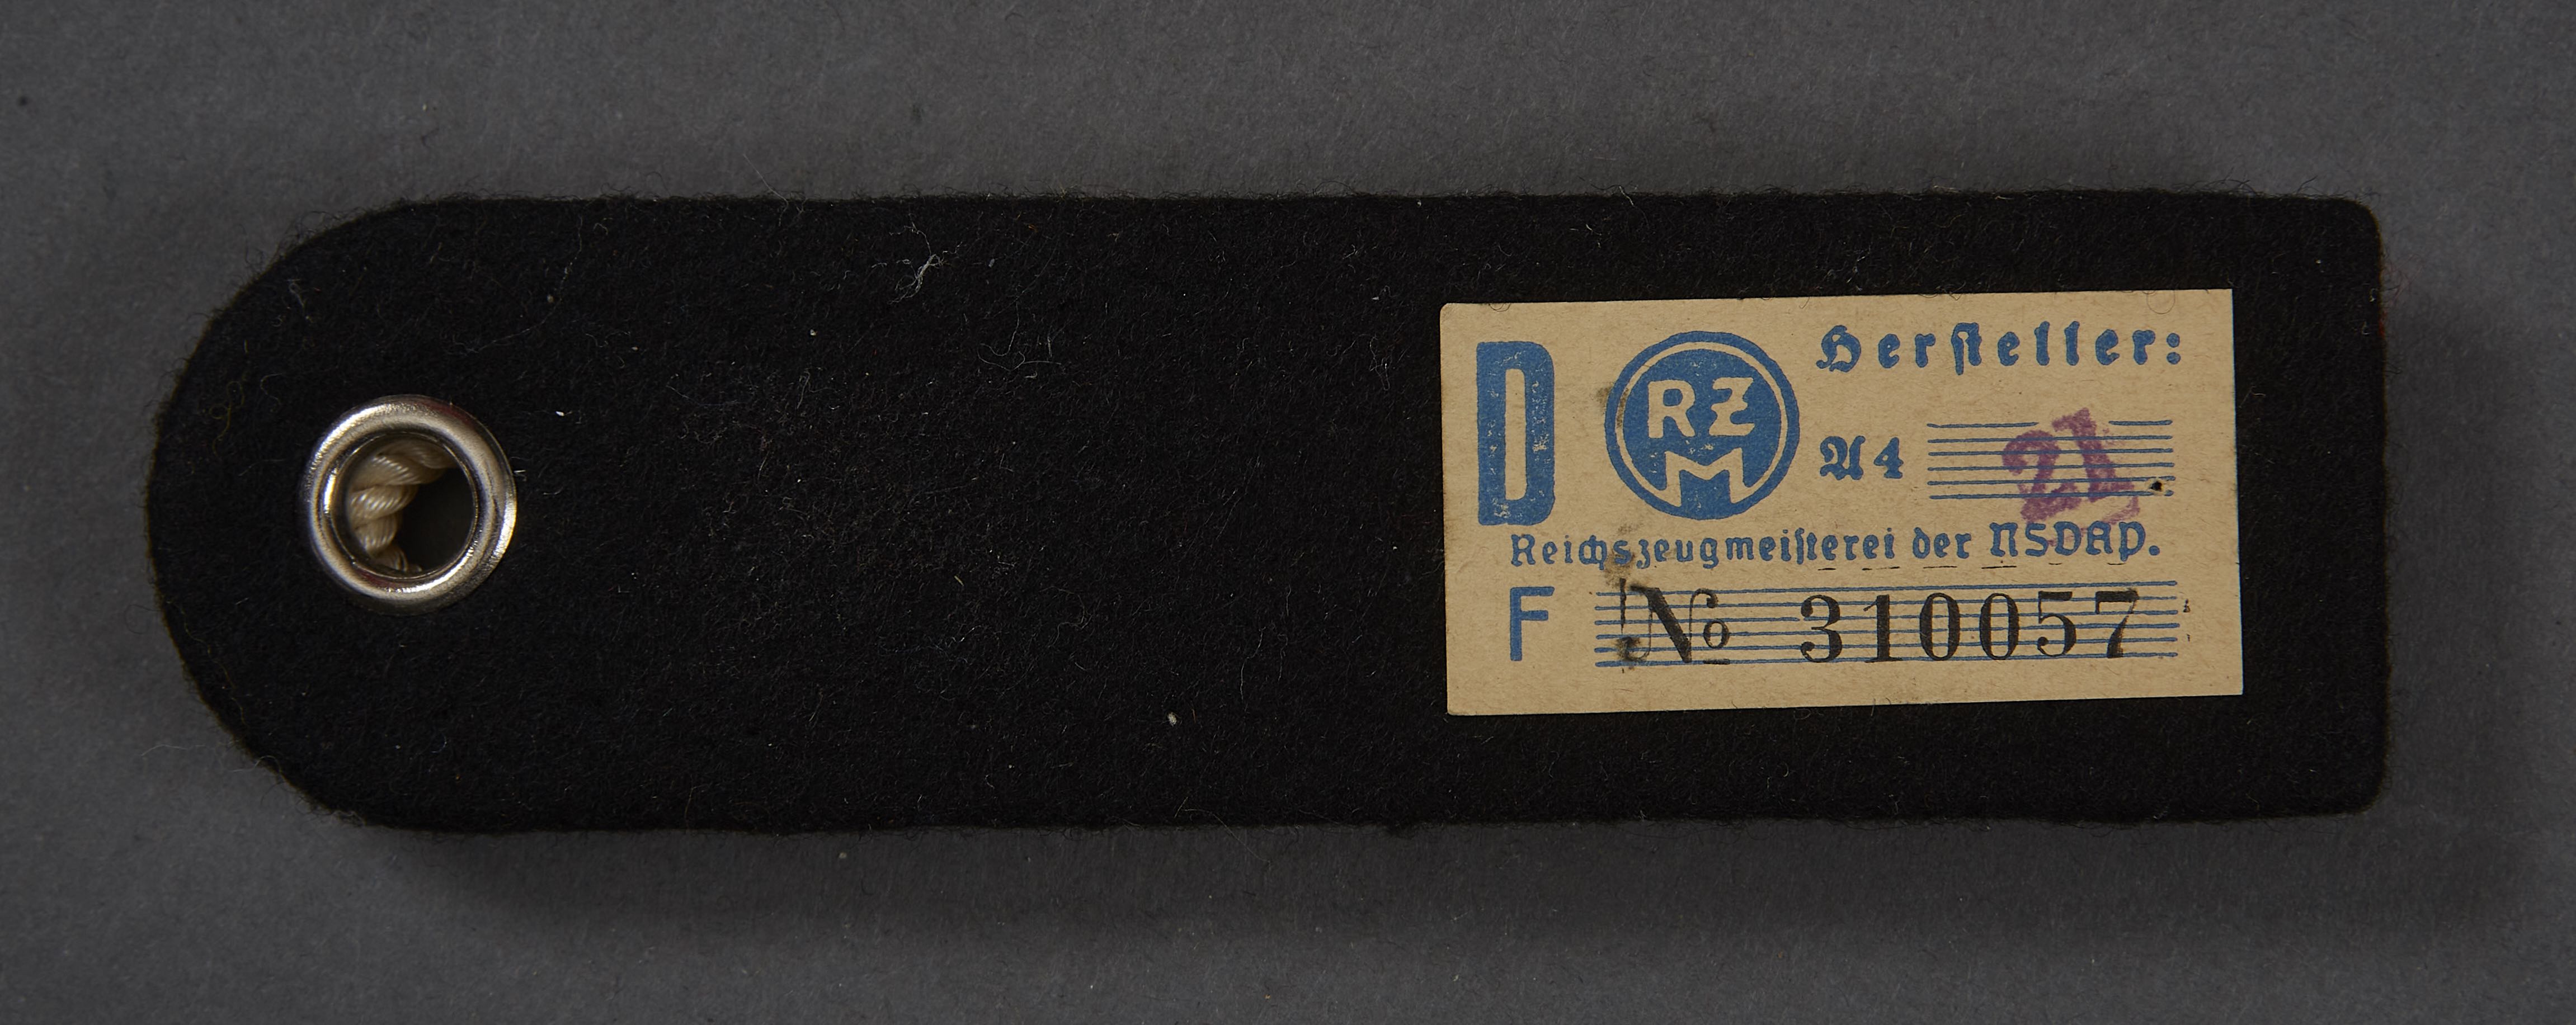 D
RZM
Hersteller:
A4 21
Reichszeugmeisterei der NSDAP.
F № 310057